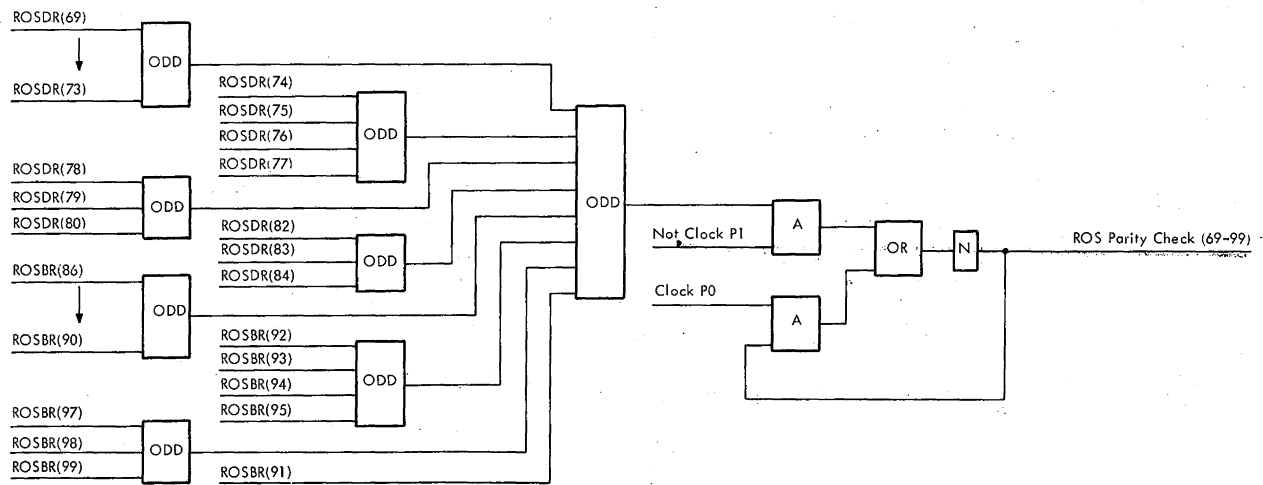 ROSDR(69)
ODD
ROSDR(73)
ROSDR(74)
ROSDR(75)
ROSDR(76)
ROSDR(77)
ODD
ROSDR(78)
ROSDR(79)
ROSDR(80)
ODD
ROSDR(82)
ROSDR(83)
ROSDR(84)
ODD
ROSBR(86)
ODD
ROSBR(90)
ROSBR(92)
ROSBR(93)
ROSBR(94)
ROSBR(95)
ODD
ROSBR(97)
ROSBR(98)
ROSBR(99)
ODD
ROSBR(91)
ODD
Not Clock P1
A
Clock P0
A
OR
N
ROS Parity Check (69-99)